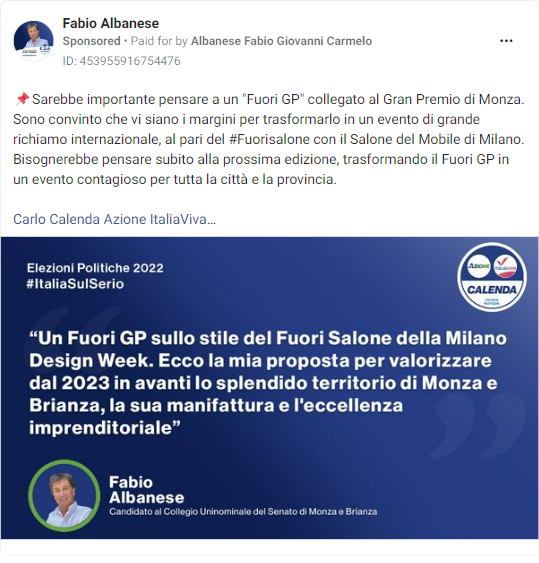 Fabio Albanese
Sponsored • Paid for by Albanese Fabio Giovanni Carmelo
ID: 453955916754476
📌Sarebbe importante pensare a un "Fuori GP" collegato al Gran Premio di Monza.
Sono convinto che vi siano i margini per trasformarlo in un evento di grande
richiamo internazionale, al pari del #Fuorisalone con il Salone del Mobile di Milano.
Bisognerebbe pensare subito alla prossima edizione, trasformando il Fuori GP in
un evento contagioso per tutta la città e la provincia.
Carlo Calenda Azione ItaliaViva…
Elezioni Politiche 2022
#ItaliaSulSerio
AZIONE
ITALIA VIVA
CALENDA
“Un Fuori GP sullo stile del Fuori Salone della Milano
Design Week. Ecco la mia proposta per valorizzare
dal 2023 in avanti lo splendido territorio di Monza e
Brianza, la sua manifattura e l'eccellenza
imprenditoriale”
Fabio
Albanese
Candidato al Collegio Uninominale del Senato di Monza e Brianza